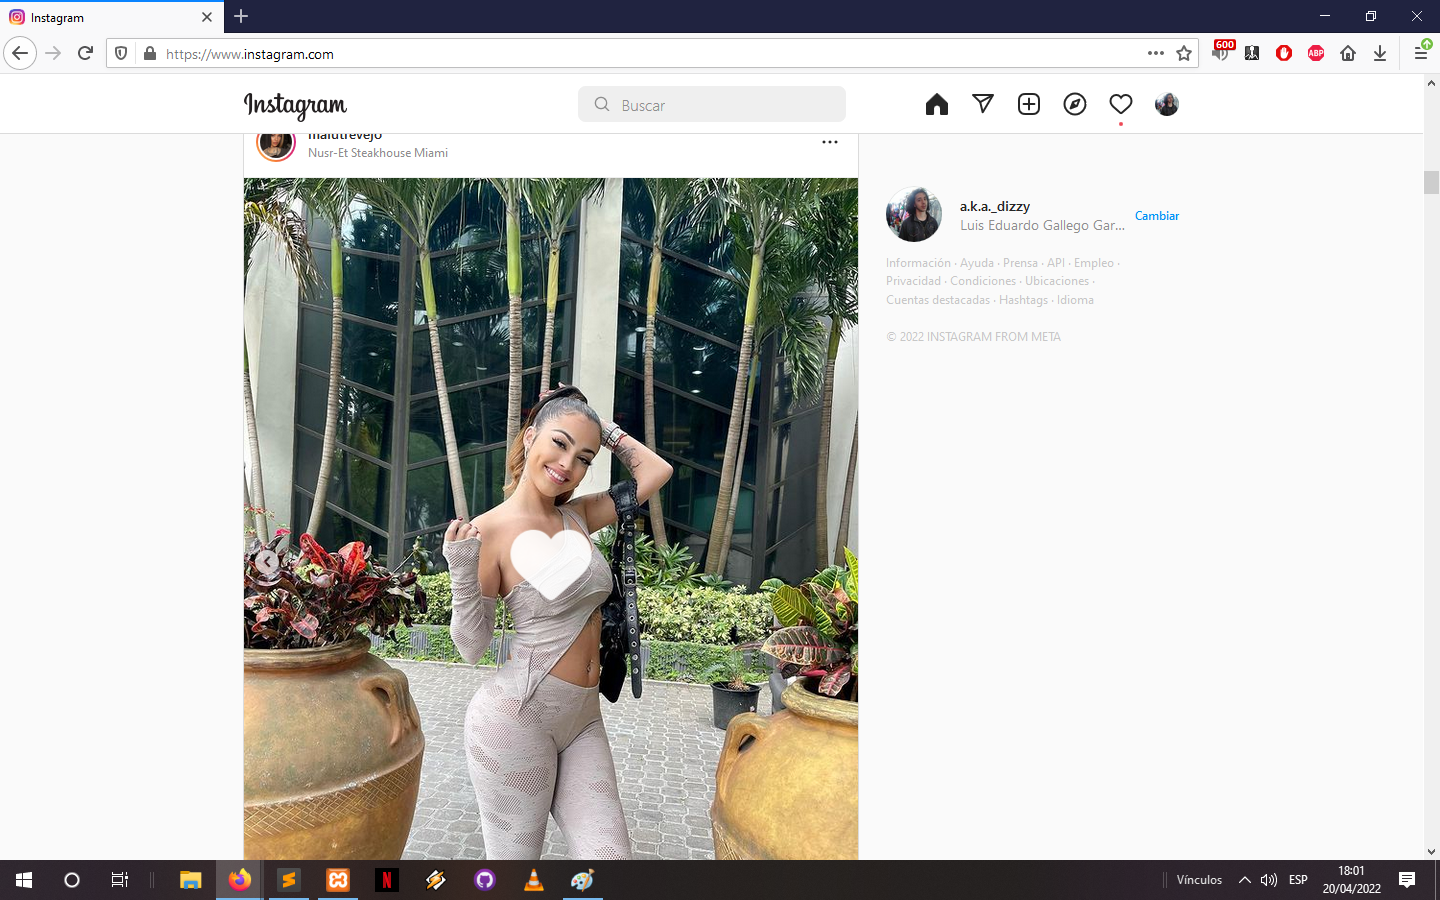 Instagram
600
https://www.instagram.com
ABP
Instagram
Buscar
malutrevejo
Nusr-Et Steakhouse Miami
a.k.a._dizzy
Luis Eduardo Gallego Gar...
Cambiar
Información · Ayuda · Prensa · API · Empleo ·
Privacidad · Condiciones · Ubicaciones ·
Cuentas destacadas · Hashtags · Idioma
© 2022 INSTAGRAM FROM META
N
Vínculos
ESP
18:01
20/04/2022